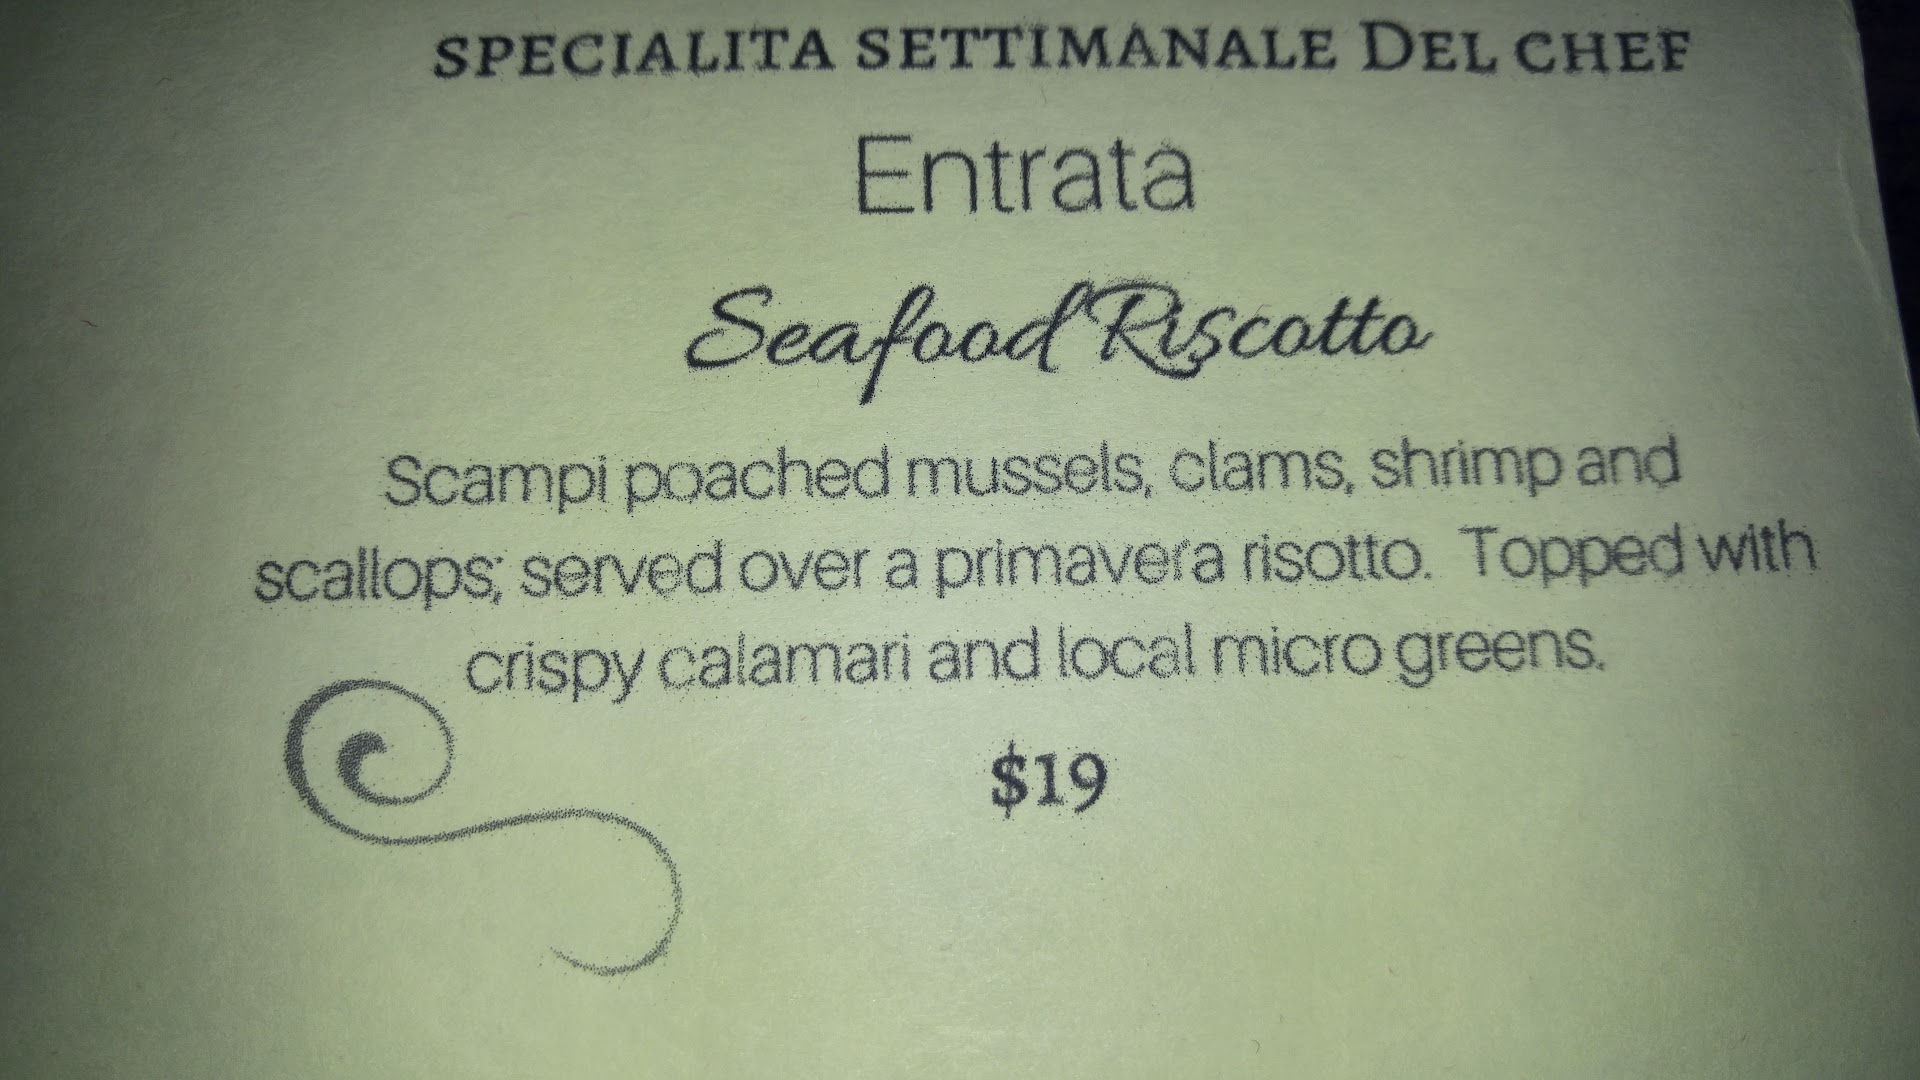 SPECIALITA SETTIMANALE DEL CHEF
Entrata
Seafood Riscotto
Scampi poached mussels, clams, shrimp and
scallops; served over a primavera risotto. Topped with
crispy calamari and local micro greens.
$19